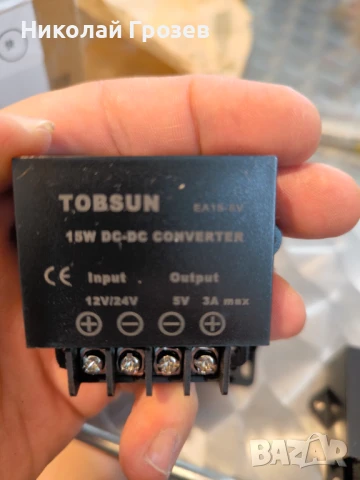 Николай Грозев
TOBSUN EA15-5V
15W DC-DC CONVERTER
CE Input Output
12V/24V 5V 3A max
+ - - +
BAZAR